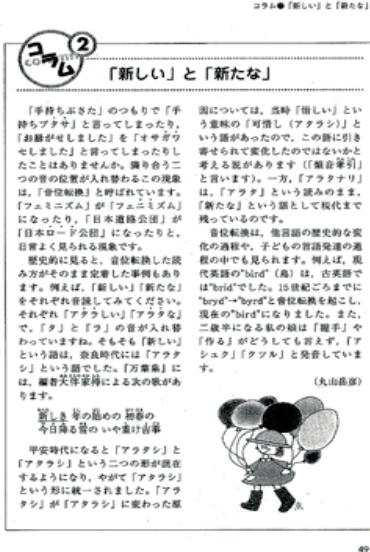 コラム●「新しい」と「新たな」
コラム
2
「新しい」と「新たな」
「手持ちぶさた」のつもりで「手
持ちブタサ」と言ってしまったり、
「お騒がせしました」を「オサガワ
セしました」と言ってしまったりし
たことはありませんか。隣り合う二
つの音の位置が入れ替わるこの現象
は、「音位転換」と呼ばれています。
「フェミニズム」が「フェニミズム」
になったり、「日本道路公団」が
「日本ロード公団」になったりと、
日常よく見られる現象です。
歴史的に見ると、音位転換した読
み方がそのまま定着した事例もあり
ます。例えば、「新しい」「新たな」
をそれぞれ音読してみてください。
それぞれ「アタラしい」「アラタな」
で、「タ」と「ラ」の音が入れ替
わっていますね。そもそも「新しい」
という語は、奈良時代には「アラタ
シ」という語でした。『万葉集』に
は、編者大伴家持による次の歌があ
ります。
新しき 年の始めの 初春の
今日降る雪の いや重け吉事
平安時代になると「アラタシ」と
「アタラシ」という二つの形が混在
するようになり、やがて「アタラシ」
という形に統一されました。「アラ
タシ」が「アタラシ」に変わった原
因については、当時「惜しい」とい
う意味の「可惜し（アタラシ）」と
いう語があったので、この語に引き
寄せられて変化したのではないかと
考える説があります（「類音牽引」
と言います）。一方、「アラタナリ」
は、「アラタ」という読みのまま、
「新たな」という語として現代まで
残っているのです。
音位転換は、他言語の歴史的な変
化の過程や、子どもの言語発達の過
程の中でも見られます。例えば、現
代英語の"bird"（鳥）は、古英語で
は"brid"でした。15世紀ごろまでに
"bryd"→"byrd"と音位転換を起こし、
現在の"bird"になりました。また、
二歳半になる私の娘は「握手」や
「作る」がどうしても言えず、「ア
シュク」「クツル」と発音していま
す。
（丸山岳彦）
49